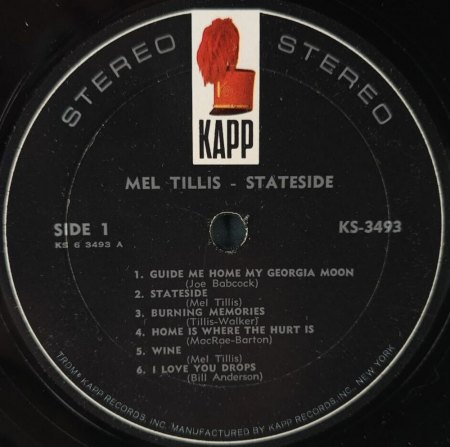 STEREO STEREO
KAPP
MEL TILLIS - STATESIDE
SIDE 1
KS 6 3493 A
KS-3493
1. GUIDE ME HOME MY GEORGIA MOON
(Joe Babcock)
2. STATESIDE
(Mel Tillis)
3. BURNING MEMORIES
(Tillis-Walker)
4. HOME IS WHERE THE HURT IS
(MacRae-Barton)
5. WINE
(Mel Tillis)
6. I LOVE YOU DROPS
(Bill Anderson)
TRDMK KAPP RECORDS, INC. MANUFACTURED BY KAPP RECORDS, INC., NEW YORK.